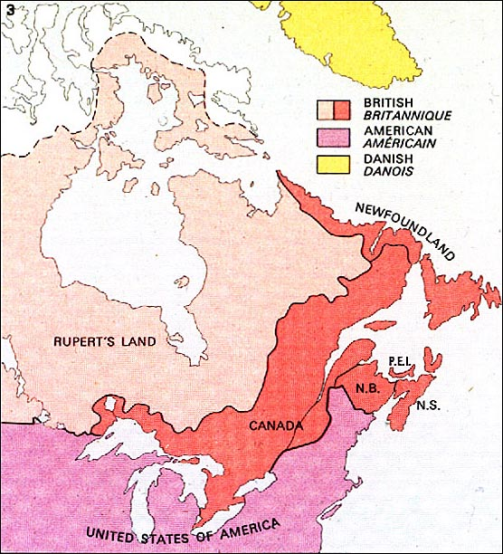 3
BRITISH
BRITANNIQUE
AMERICAN
AMÉRICAIN
DANISH
DANOIS
NEWFOUNDLAND
RUPERT'S LAND
P.E.I.
N.B.
N.S.
CANADA
UNITED STATES OF AMERICA